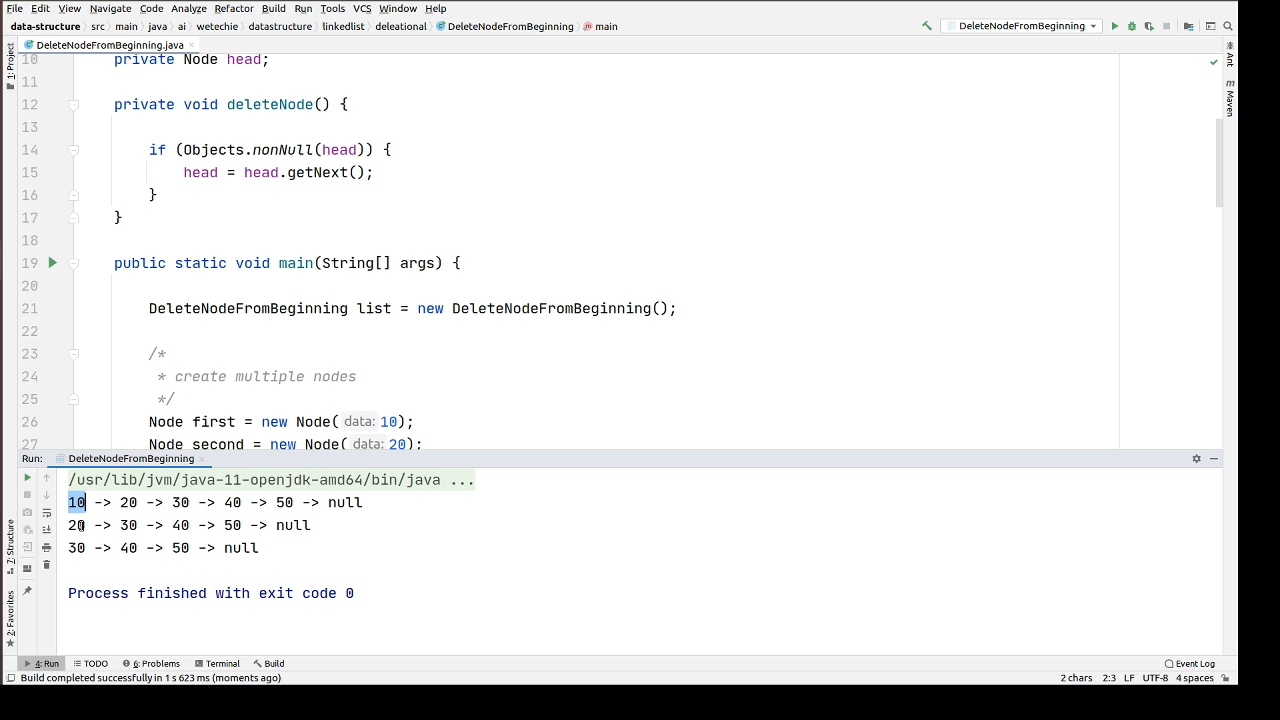 File Edit View Navigate Code Analyze Refactor Build Run Tools VCS Window Help
data-structure src main java ai wetechie datastructure linkedlist deleational DeleteNodeFromBeginning main DeleteNodeFromBeginning
DeleteNodeFromBeginning.java
1: Project
Ant
Maven
10 private Node head;
11
12 private void deleteNode() {
13
14 if (Objects.nonNull(head)) {
15 head = head.getNext();
16 }
17 }
18
19 public static void main(String[] args) {
20
21 DeleteNodeFromBeginning list = new DeleteNodeFromBeginning();
22
23 /*
24 * create multiple nodes
25 */
26 Node first = new Node( data: 10);
27 Node second = new Node( data: 20);
Run: DeleteNodeFromBeginning
/usr/lib/jvm/java-11-openjdk-amd64/bin/java ...
10 -> 20 -> 30 -> 40 -> 50 -> null
20 -> 30 -> 40 -> 50 -> null
30 -> 40 -> 50 -> null
Process finished with exit code 0
7: Structure
2: Favorites
4: Run TODO 6: Problems Terminal Build Event Log
Build completed successfully in 1 s 623 ms (moments ago) 2 chars 2:3 LF UTF-8 4 spaces